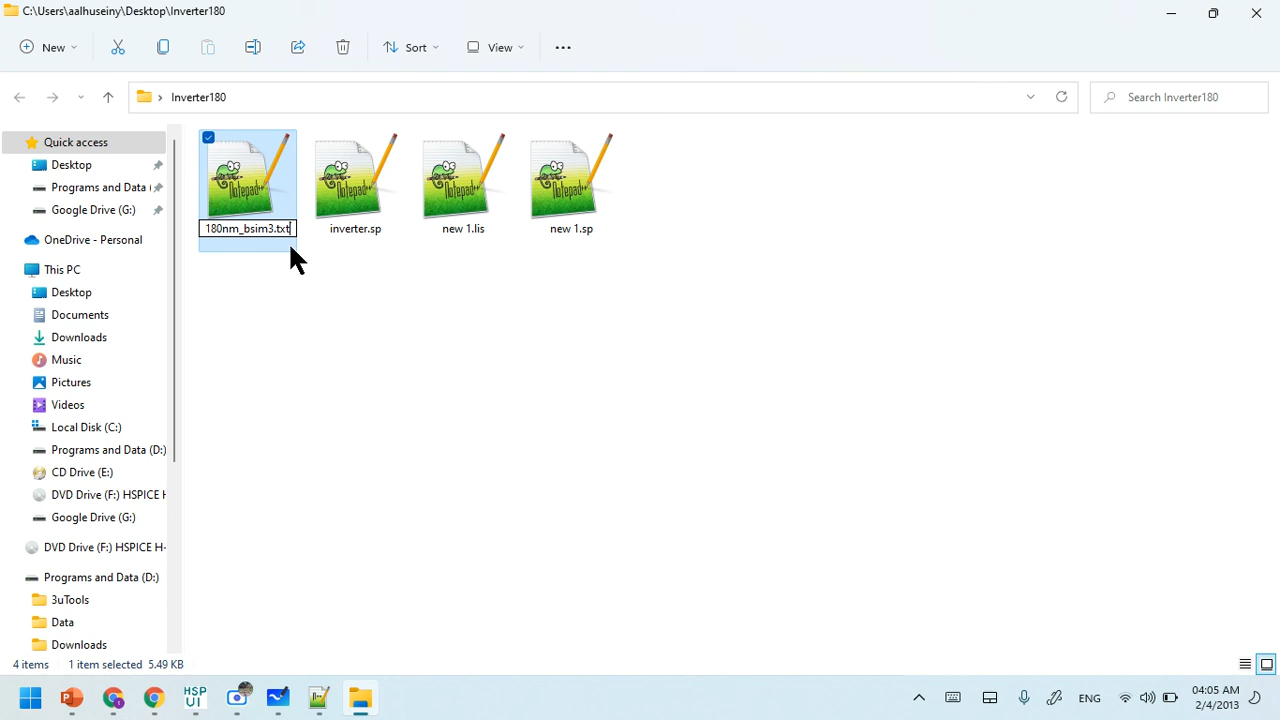 C:\Users\aalhuseiny\Desktop\Inverter180
New
Sort
View
Inverter180
Search Inverter180
Quick access
Desktop
Programs and Data (
Google Drive (G:)
OneDrive - Personal
This PC
Desktop
Documents
Downloads
Music
Pictures
Videos
Local Disk (C:)
Programs and Data (D:)
CD Drive (E:)
DVD Drive (F:) HSPICE H
Google Drive (G:)
DVD Drive (F:) HSPICE H-
Programs and Data (D:)
3uTools
Data
Downloads
Notepad++
Notepad++
Notepad++
Notepad++
180nm_bsim3.txt
inverter.sp
new 1.lis
new 1.sp
4 items
1 item selected 5.49 KB
HSP
UI
ENG
04:05 AM
2/4/2013